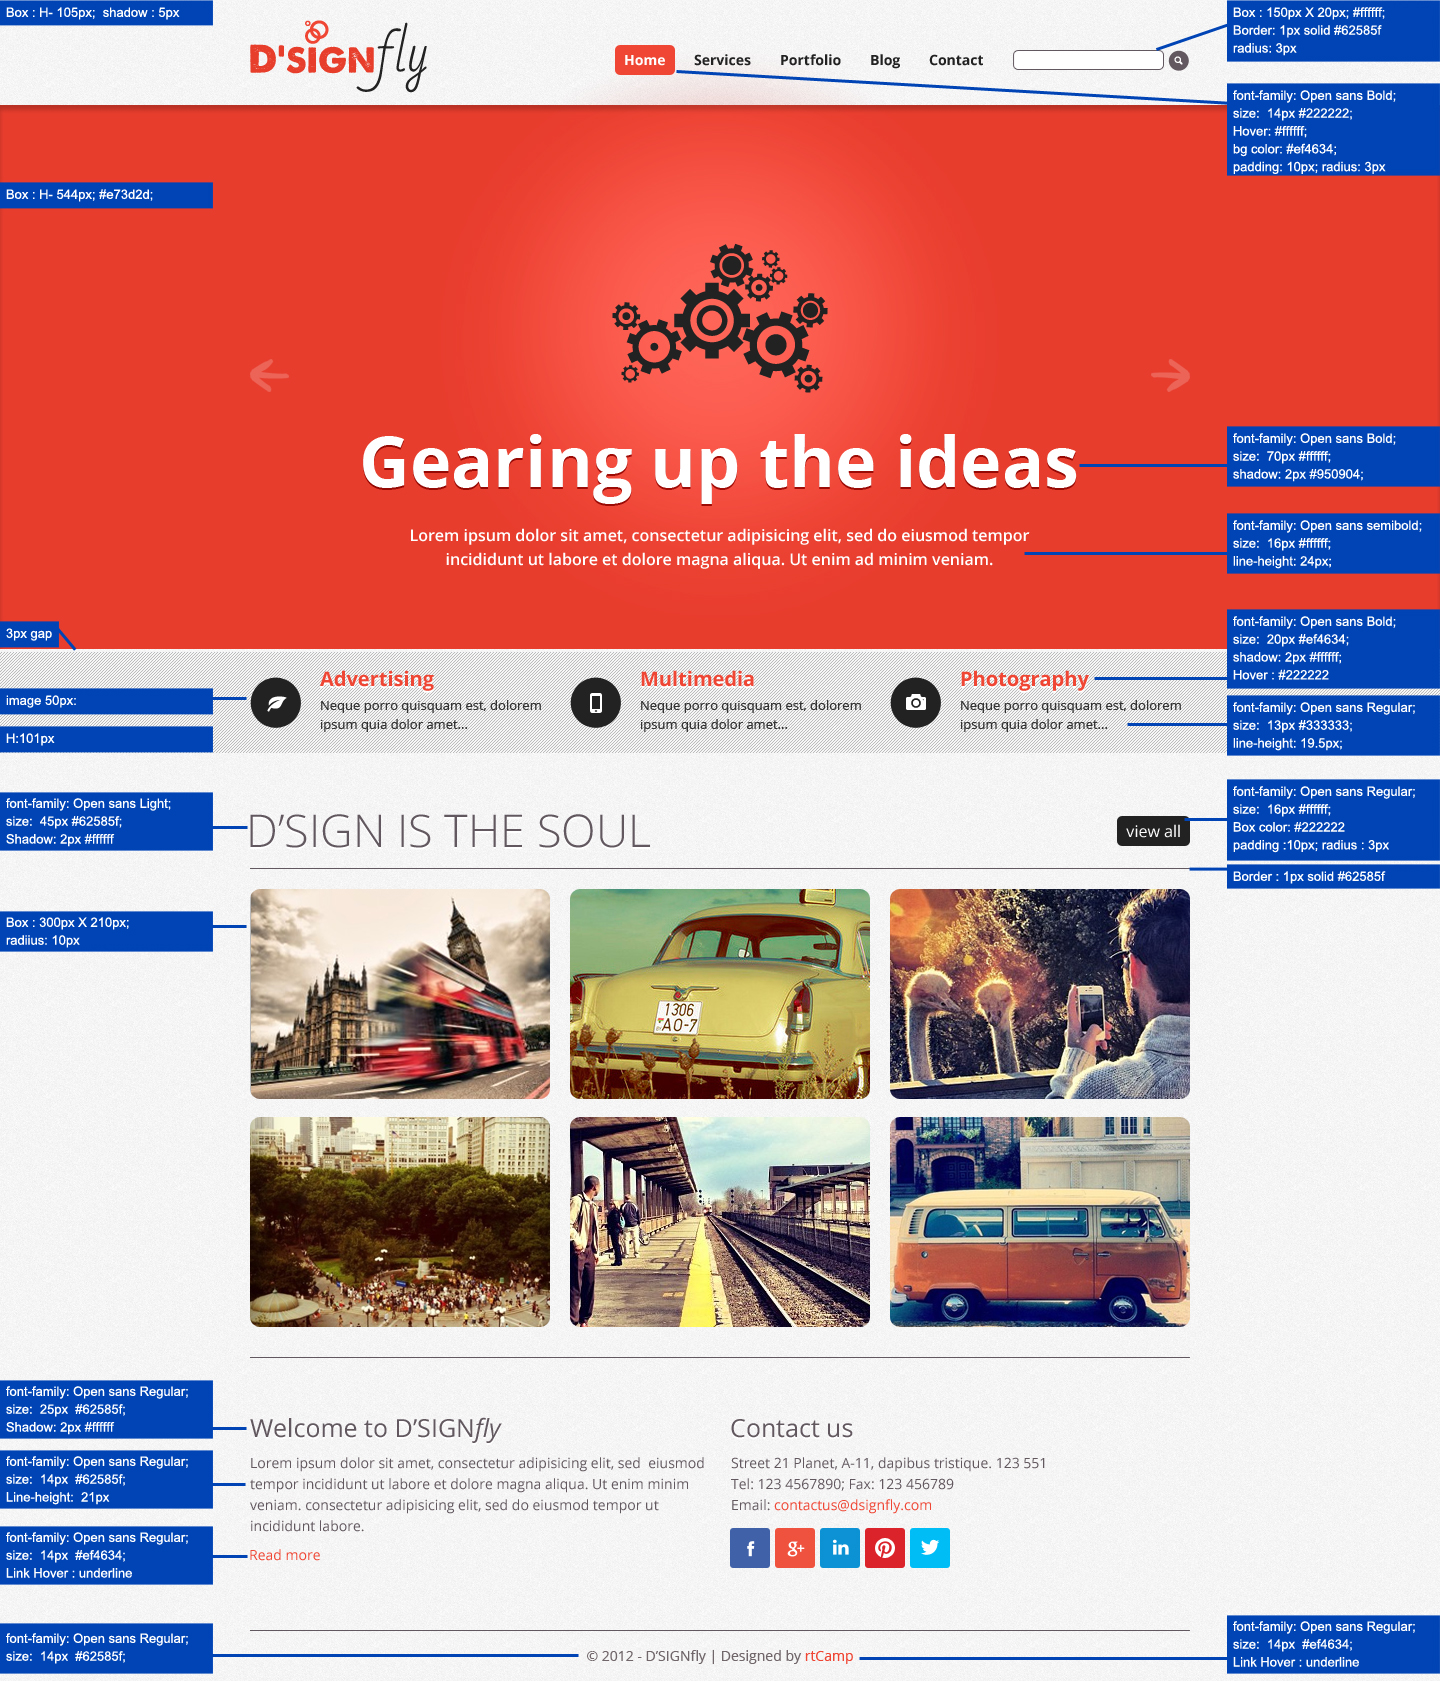 Box : H- 105px;  shadow : 5px
D'SIGNfly
Home
Services
Portfolio
Blog
Contact
Box : 150px X 20px; #ffffff;
Border: 1px solid #62585f
radius: 3px
font-family: Open sans Bold;
size:  14px #222222;
Hover: #ffffff;
bg color: #ef4634;
padding: 10px; radius: 3px
Box : H- 544px; #e73d2d;
Gearing up the ideas
font-family: Open sans Bold;
size:  70px #ffffff;
shadow: 2px #950904;
Lorem ipsum dolor sit amet, consectetur adipisicing elit, sed do eiusmod tempor
incididunt ut labore et dolore magna aliqua. Ut enim ad minim veniam.
font-family: Open sans semibold;
size:  16px #ffffff;
line-height: 24px;
3px gap
image 50px:
H:101px
Advertising
Neque porro quisquam est, dolorem
ipsum quia dolor amet...
Multimedia
Neque porro quisquam est, dolorem
ipsum quia dolor amet...
Photography
Neque porro quisquam est, dolorem
ipsum quia dolor amet...
font-family: Open sans Bold;
size:  20px #ef4634;
shadow: 2px #ffffff;
Hover : #222222
font-family: Open sans Regular;
size:  13px #333333;
line-height: 19.5px;
font-family: Open sans Light;
size:  45px #62585f;
Shadow: 2px #ffffff
D'SIGN IS THE SOUL
view all
font-family: Open sans Regular;
size:  16px #ffffff;
Box color: #222222
padding :10px; radius : 3px
Border : 1px solid #62585f
Box : 300px X 210px;
radiius: 10px
1306
AO-7
font-family: Open sans Regular;
size:  25px  #62585f;
Shadow: 2px #ffffff
Welcome to D'SIGNfly
font-family: Open sans Regular;
size:  14px  #62585f;
Line-height:  21px
Lorem ipsum dolor sit amet, consectetur adipisicing elit, sed  eiusmod
tempor incididunt ut labore et dolore magna aliqua. Ut enim minim
veniam. consectetur adipisicing elit, sed do eiusmod tempor ut
incididunt labore.
font-family: Open sans Regular;
size:  14px  #ef4634;
Link Hover : underline
Read more
Contact us
Street 21 Planet, A-11, dapibus tristique. 123 551
Tel: 123 4567890; Fax: 123 456789
Email: contactus@dsignfly.com
f
g+
in
font-family: Open sans Regular;
size:  14px  #62585f;
© 2012 - D'SIGNfly | Designed by rtCamp
font-family: Open sans Regular;
size:  14px  #ef4634;
Link Hover : underline